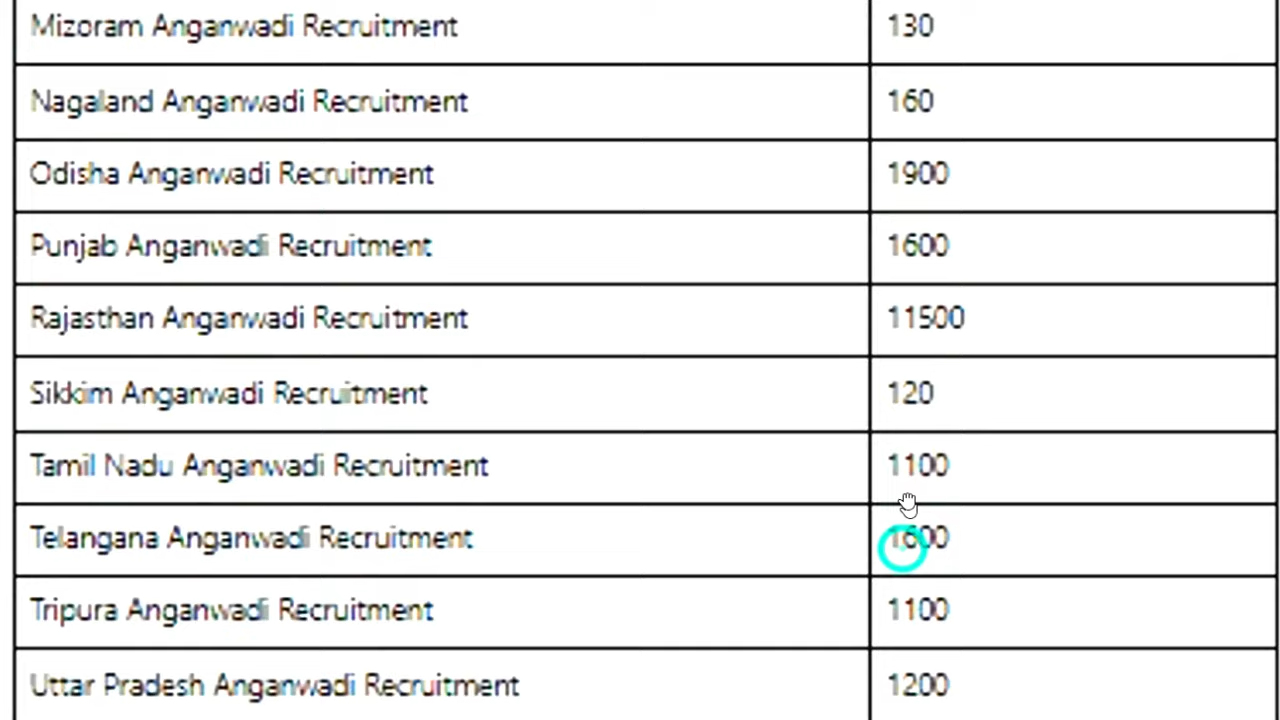 Mizoram Anganwadi Recruitment 130
Nagaland Anganwadi Recruitment 160
Odisha Anganwadi Recruitment 1900
Punjab Anganwadi Recruitment 1600
Rajasthan Anganwadi Recruitment 11500
Sikkim Anganwadi Recruitment 120
Tamil Nadu Anganwadi Recruitment 1100
Telangana Anganwadi Recruitment 1600
Tripura Anganwadi Recruitment 1100
Uttar Pradesh Anganwadi Recruitment 1200